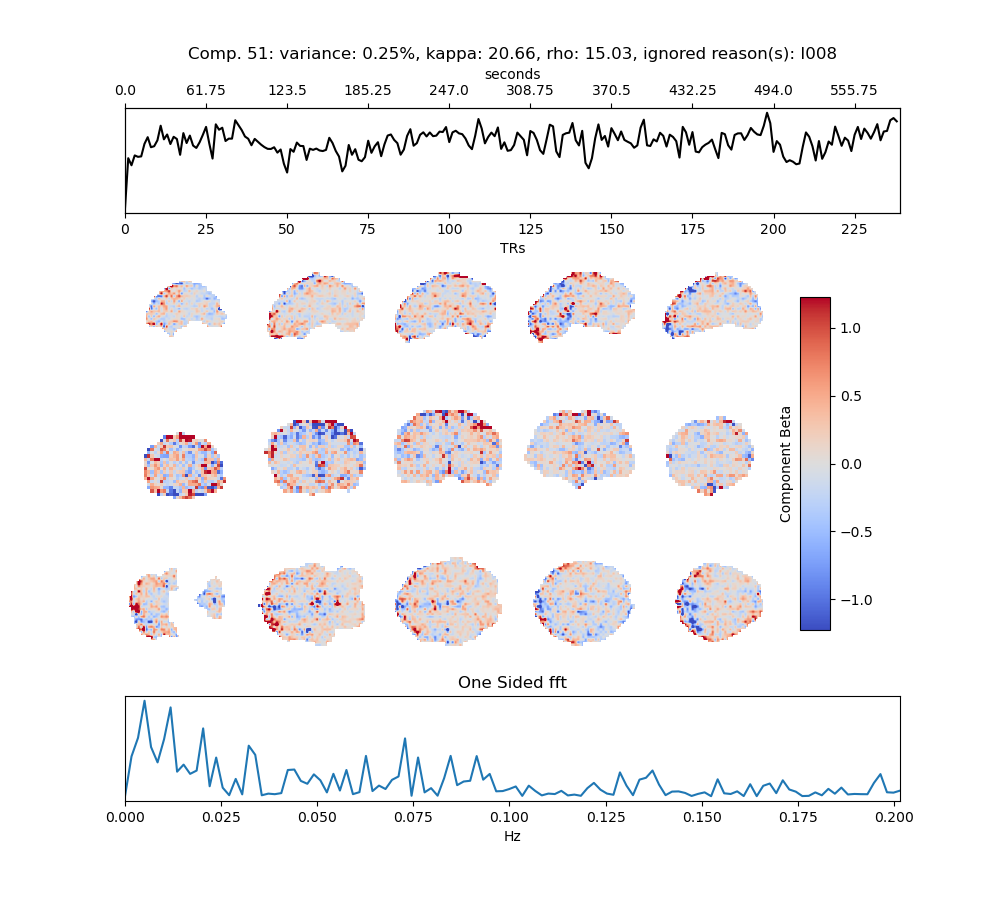 Comp. 51: variance: 0.25%, kappa: 20.66, rho: 15.03, ignored reason(s): I008
seconds
0.0 61.75 123.5 185.25 247.0 308.75 370.5 432.25 494.0 555.75
0 25 50 75 100 125 150 175 200 225
TRs
1.0
0.5
0.0
−0.5
−1.0
Component Beta
One Sided fft
0.000 0.025 0.050 0.075 0.100 0.125 0.150 0.175 0.200
Hz